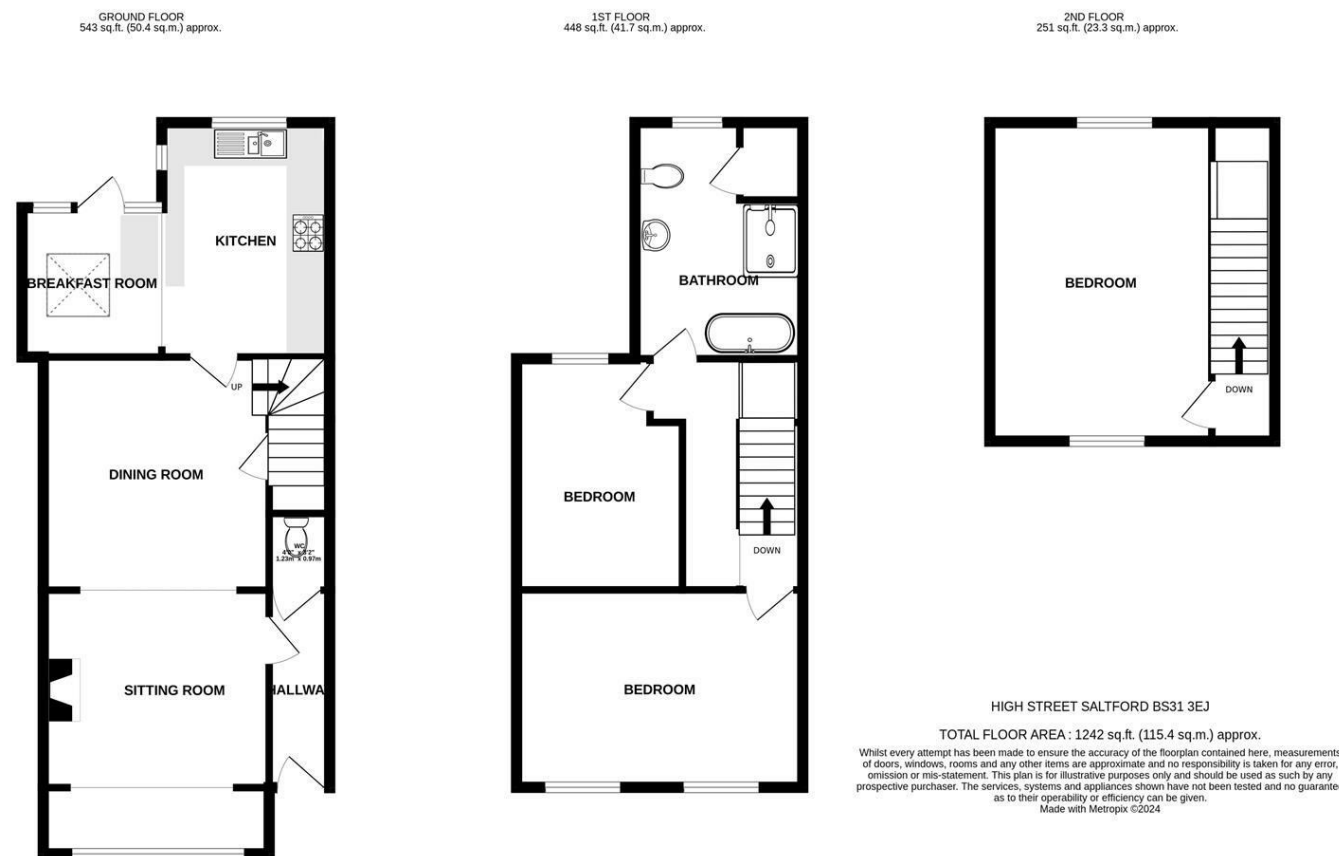 GROUND FLOOR
543 sq.ft. (50.4 sq.m.) approx.
1ST FLOOR
448 sq.ft. (41.7 sq.m.) approx.
2ND FLOOR
251 sq.ft. (23.3 sq.m.) approx.
KITCHEN
BREAKFAST ROOM
UP
DINING ROOM
WC
1.23m x 0.97m
SITTING ROOM
HALLWA
BATHROOM
BEDROOM
DOWN
BEDROOM
BEDROOM
DOWN
HIGH STREET SALTFORD BS31 3EJ
TOTAL FLOOR AREA : 1242 sq.ft. (115.4 sq.m.) approx.
Whilst every attempt has been made to ensure the accuracy of the floorplan contained here, measurements
of doors, windows, rooms and any other items are approximate and no responsibility is taken for any error,
omission or mis-statement. This plan is for illustrative purposes only and should be used as such by any
prospective purchaser. The services, systems and appliances shown have not been tested and no guarante
as to their operability or efficiency can be given.
Made with Metropix ©2024